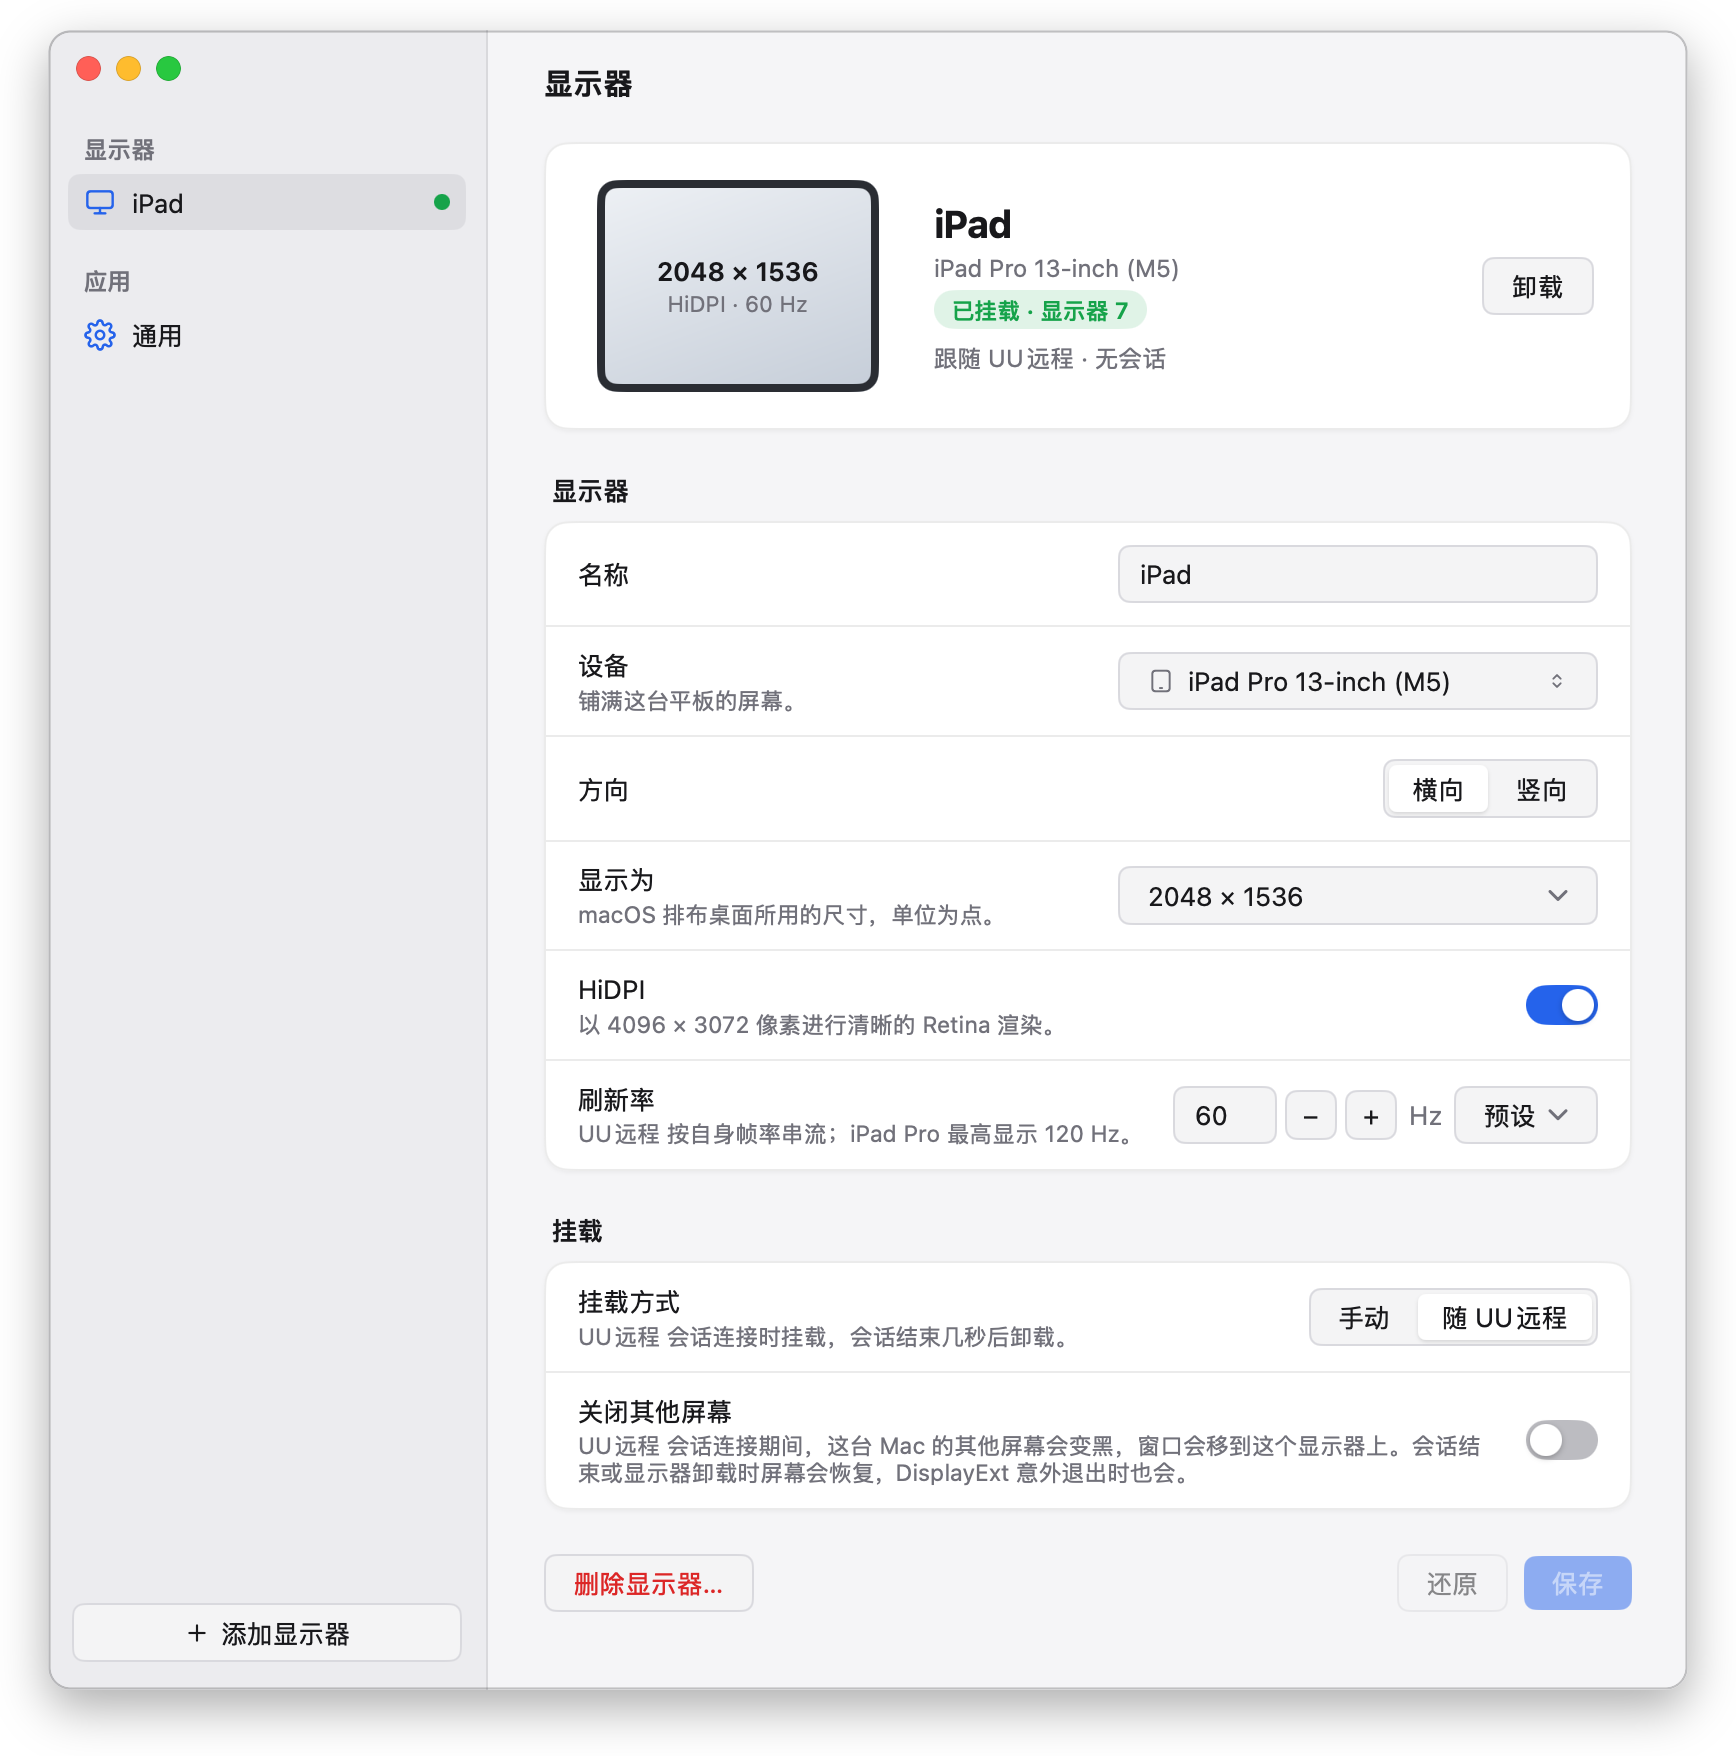 显示器
iPad
应用
通用
添加显示器
显示器
2048 × 1536
HiDPI · 60 Hz
iPad
iPad Pro 13-inch (M5)
已挂载 · 显示器 7
跟随 UU远程 · 无会话
卸载
显示器
名称
iPad
设备
铺满这台平板的屏幕。
iPad Pro 13-inch (M5)
方向
横向
竖向
显示为
macOS 排布桌面所用的尺寸，单位为点。
2048 × 1536
HiDPI
以 4096 × 3072 像素进行清晰的 Retina 渲染。
刷新率
UU远程 按自身帧率串流；iPad Pro 最高显示 120 Hz。
60
−
+
Hz
预设
挂载
挂载方式
UU远程 会话连接时挂载，会话结束几秒后卸载。
手动
随 UU远程
关闭其他屏幕
UU远程 会话连接期间，这台 Mac 的其他屏幕会变黑，窗口会移到这个显示器上。会话结
束或显示器卸载时屏幕会恢复，DisplayExt 意外退出时也会。
删除显示器...
还原
保存